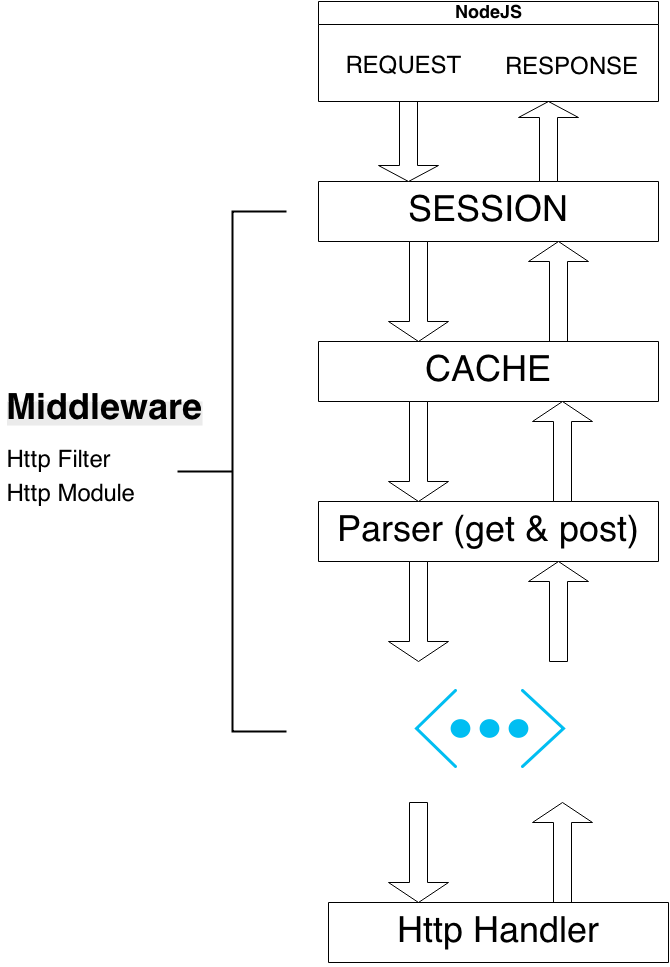 NodeJS
REQUEST RESPONSE
SESSION
CACHE
Middleware
Http Filter
Http Module
Parser (get & post)
Http Handler